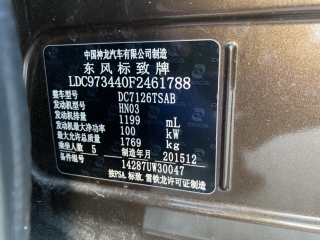 中国神龙汽车有限公司制造
东风标致牌
LDC973440F2461788
整车型号 DC7126TSAB
发动机型号 HN03
发动机排量 1199 mL
发动机最大净功率 100 kW
最大允许总质量 1769 kg
乘坐人数 5 制造年月 201512
条件组号 14287UW30047
按PSA.标致.雪铁龙许可证制造